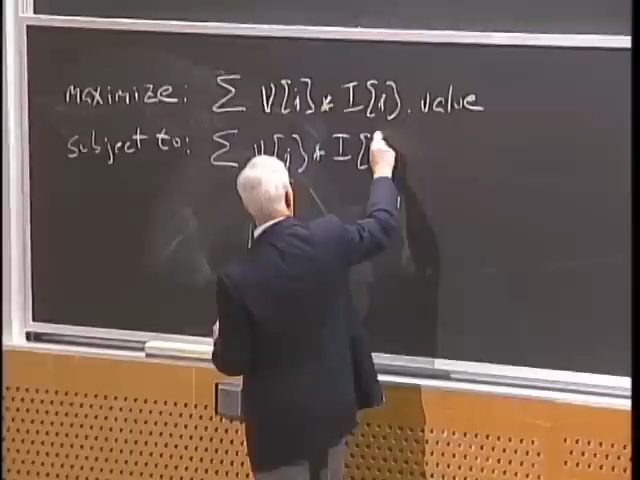 maximize: Σ V[i] * I[i].value
subject to: Σ V[i] * I[